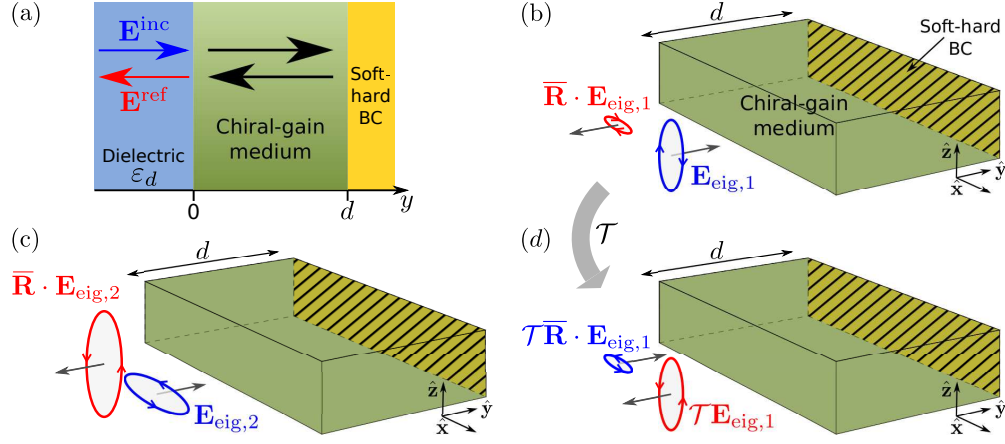 (a)
E^inc
E^ref
Dielectric
ε_d
Chiral-gain
medium
Soft-
hard
BC
0
d
y
(b)
d
Soft-hard
BC
R̅ · E_eig,1
Chiral-gain
medium
E_eig,1
ẑ
ŷ
x̂
𝒯
(c)
d
R̅ · E_eig,2
E_eig,2
ẑ
ŷ
x̂
(d)
d
𝒯R̅ · E_eig,1
𝒯E_eig,1
ẑ
ŷ
x̂